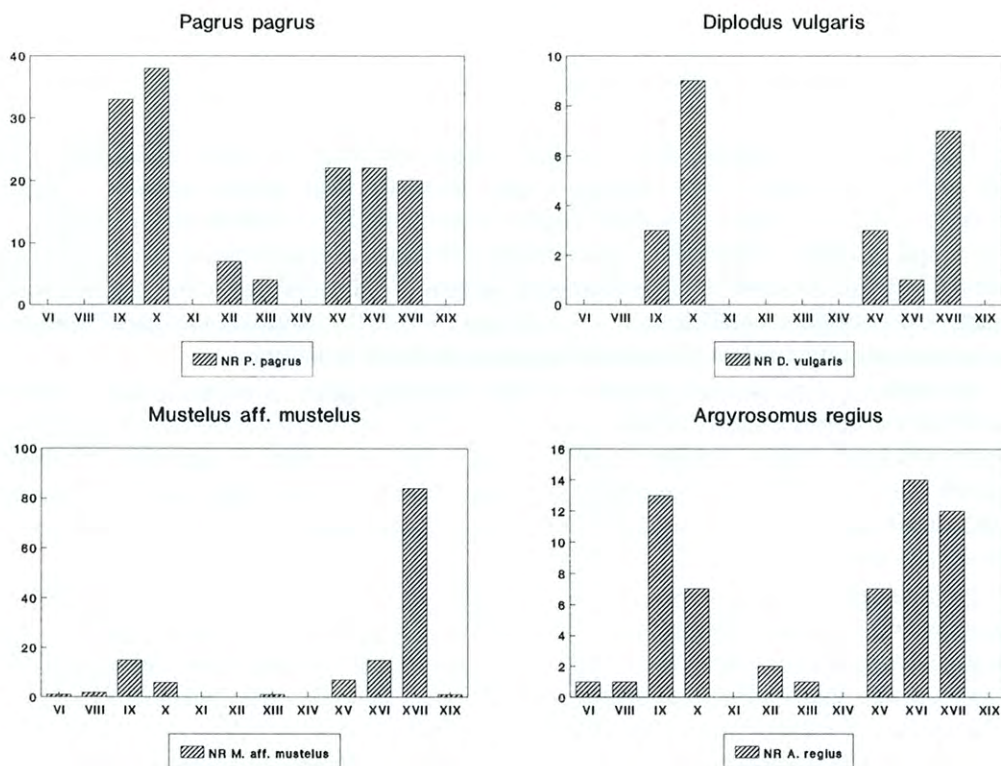 Pagrus pagrus
40
30
20
10
0
VI VIII IX X XI XII XIII XIV XV XVI XVII XIX
NR P. pagrus
Diplodus vulgaris
10
8
6
4
2
0
VI VIII IX X XI XII XIII XIV XV XVI XVII XIX
NR D. vulgaris
Mustelus aff. mustelus
100
80
60
40
20
0
VI VIII IX X XI XII XIII XIV XV XVI XVII XIX
NR M. aff. mustelus
Argyrosomus regius
16
14
12
10
8
6
4
2
0
VI VIII IX X XI XII XIII XIV XV XVI XVII XIX
NR A. regius